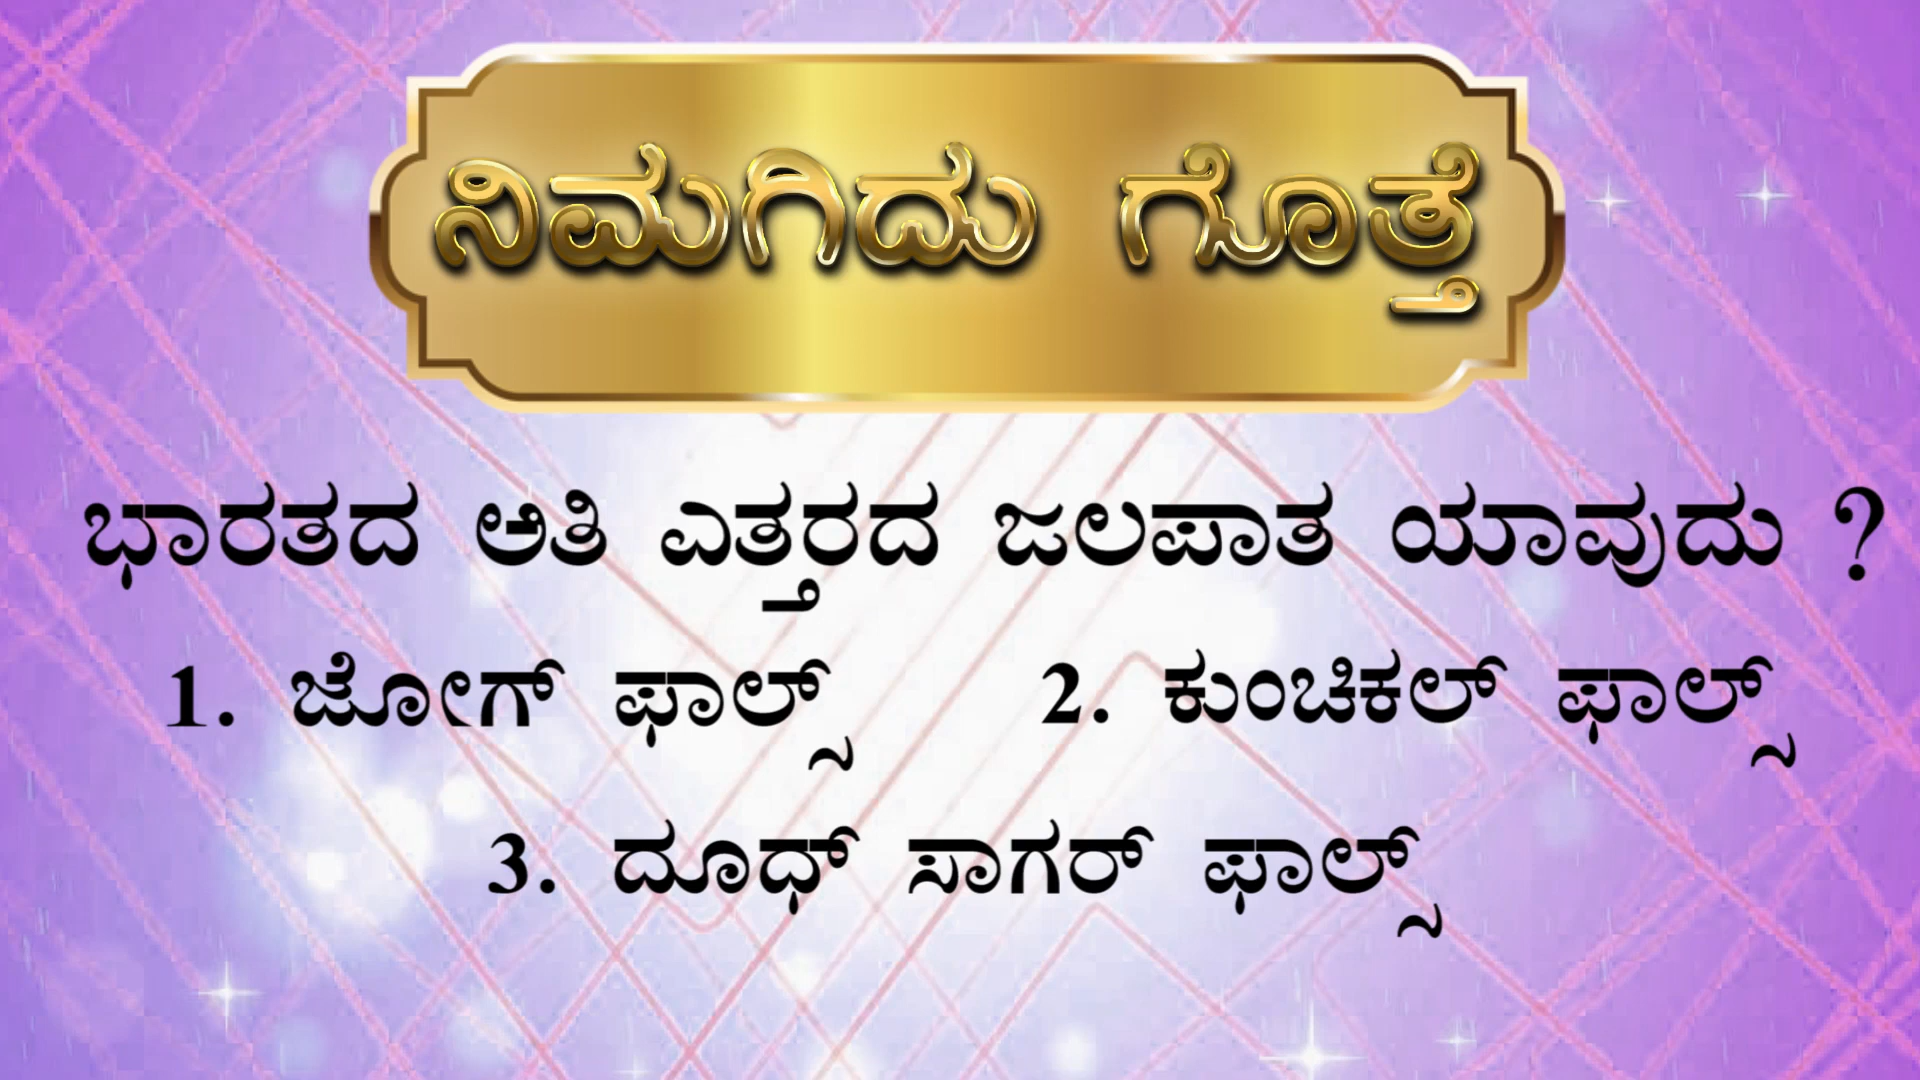 ನಿಮಗಿದು ಗೊತ್ತೆ
ಭಾರತದ ಅತಿ ಎತ್ತರದ ಜಲಪಾತ ಯಾವುದು ?
1. ಜೋಗ್ ಫಾಲ್ಸ್ 2. ಕುಂಚಿಕಲ್ ಫಾಲ್ಸ್
3. ದೂಧ್ ಸಾಗರ್ ಫಾಲ್ಸ್